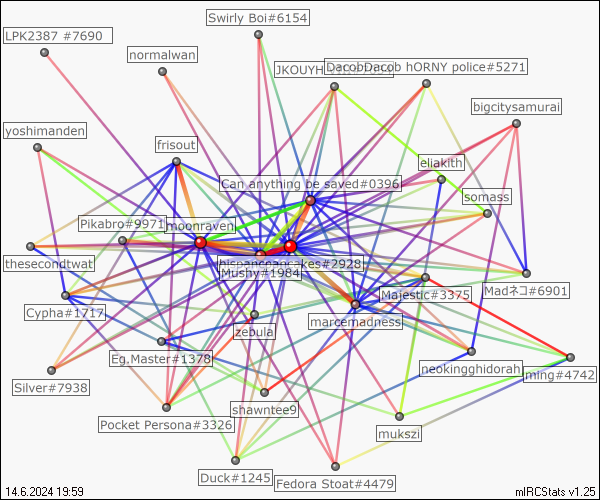 Swirly Boi#6154
LPK2387 #7690
normalwan
DacobDacob hORNY police#5271
bigcitysamurai
yoshimanden
frisout
eliakith
Can anything be saved#0396
somass
Pikabro#9971
moonraven
thesecondtwat
hispanicpancakes#2928
Mushy#1984
Majestic#3375
Madネコ#6901
Cypha#1717
marcemadness
zebula
Eg,Master#1378
neokingghidorah
ming#4742
Silver#7938
shawntee9
Pocket Persona#3326
mukszi
Duck#1245
Fedora Stoat#4479
14.6.2024 19:59
mIRCStats v1.25